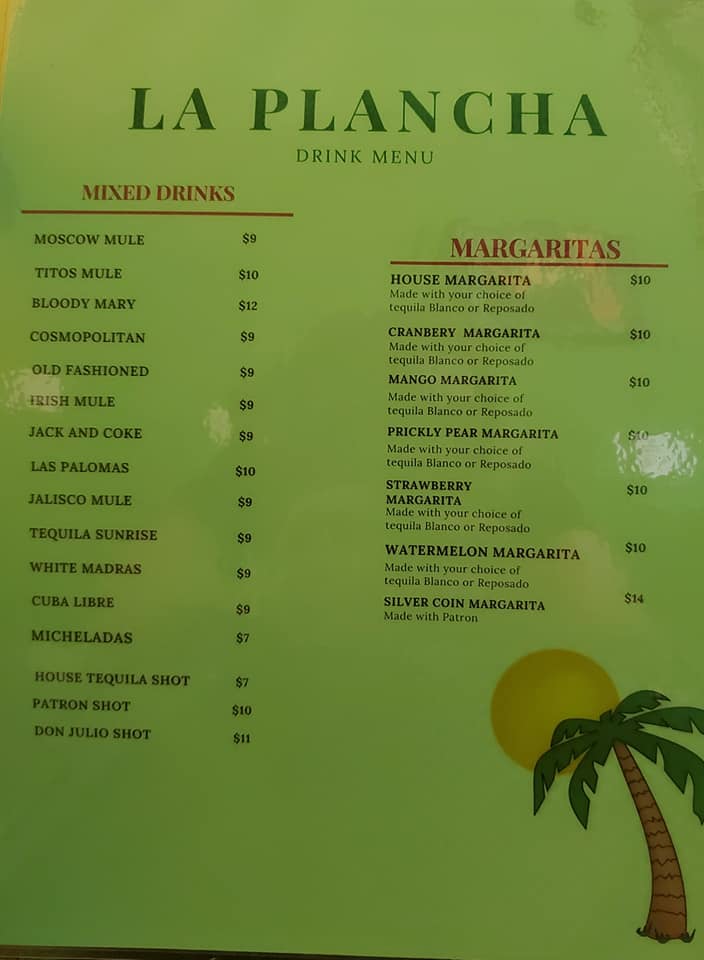 LA PLANCHA
DRINK MENU
MIXED DRINKS
MOSCOW MULE $9
TITOS MULE $10
BLOODY MARY $12
COSMOPOLITAN $9
OLD FASHIONED $9
IRISH MULE $9
JACK AND COKE $9
LAS PALOMAS $10
JALISCO MULE $9
TEQUILA SUNRISE $9
WHITE MADRAS $9
CUBA LIBRE $9
MICHELADAS $7
HOUSE TEQUILA SHOT $7
PATRON SHOT $10
DON JULIO SHOT $11
MARGARITAS
HOUSE MARGARITA $10
Made with your choice of
tequila Blanco or Reposado
CRANBERY MARGARITA $10
Made with your choice of
tequila Blanco or Reposado
MANGO MARGARITA $10
Made with your choice of
tequila Blanco or Reposado
PRICKLY PEAR MARGARITA $10
Made with your choice of
tequila Blanco or Reposado
STRAWBERRY $10
MARGARITA
Made with your choice of
tequila Blanco or Reposado
WATERMELON MARGARITA $10
Made with your choice of
tequila Blanco or Reposado
SILVER COIN MARGARITA $14
Made with Patron